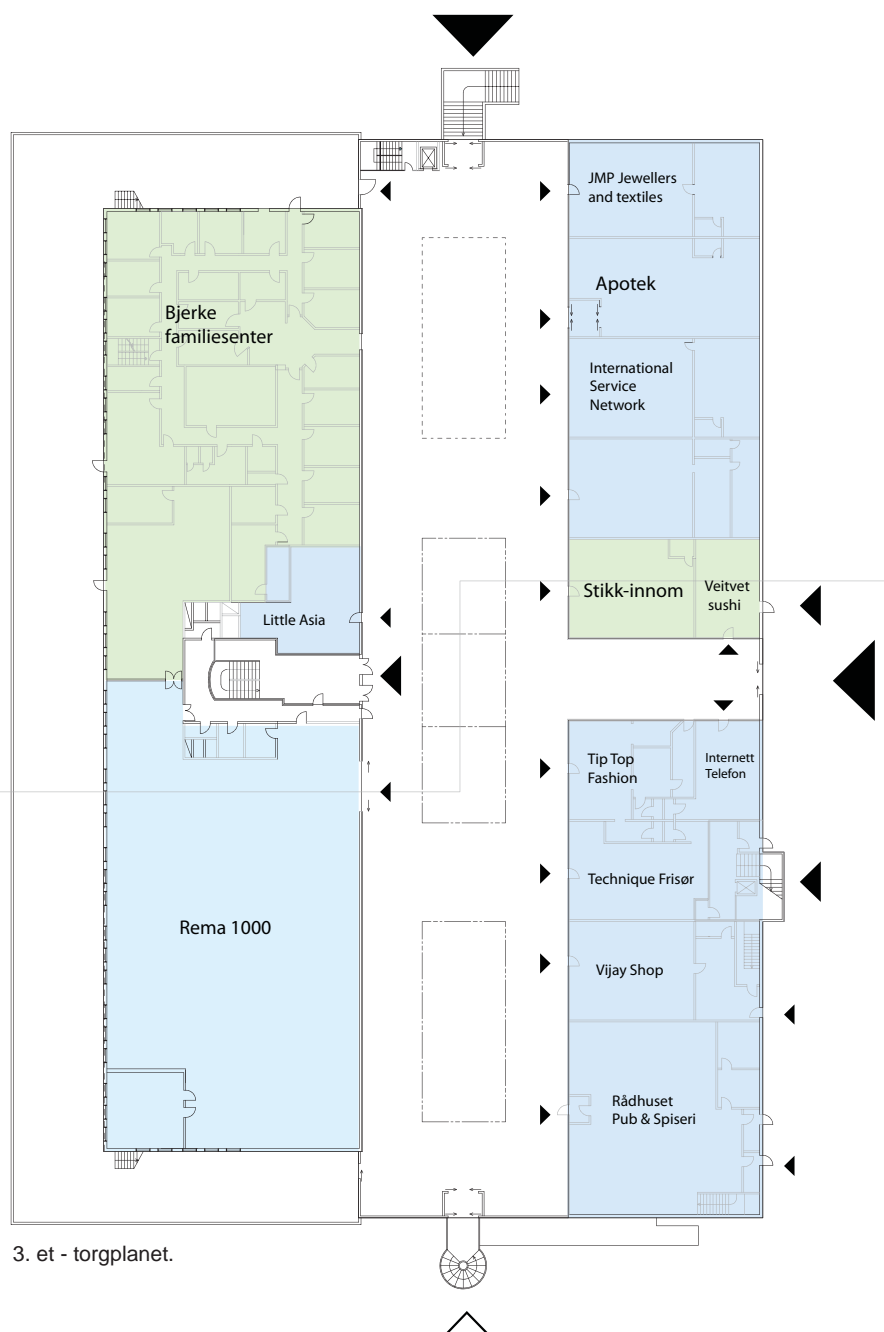 JMP Jewellers
and textiles
Apotek
Bjerke
familiesenter
International
Service
Network
Stikk-innom
Veitvet
sushi
Little Asia
Tip Top
Fashion
Internett
Telefon
Technique Frisør
Rema 1000
Vijay Shop
Rådhuset
Pub & Spiseri
3. et - torgplanet.